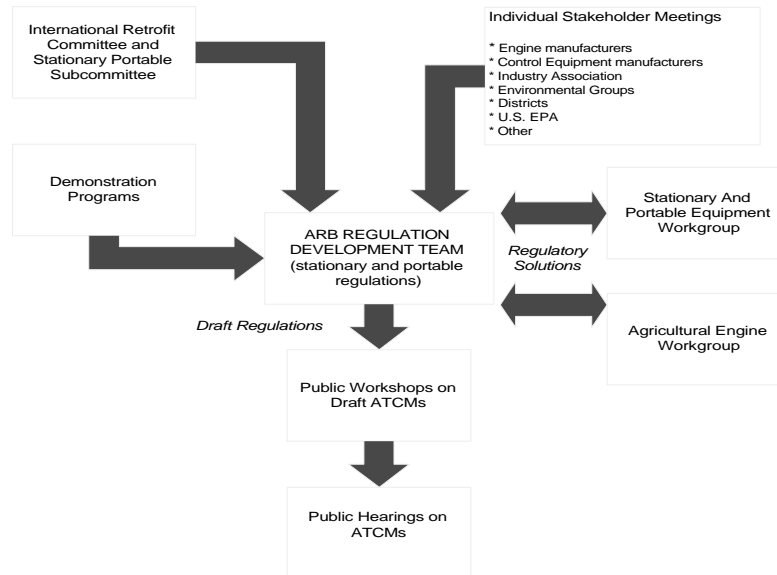 International Retrofit
Committee and
Stationary Portable
Subcommittee
Individual Stakeholder Meetings
* Engine manufacturers
* Control Equipment manufacturers
* Industry Association
* Environmental Groups
* Districts
* U.S. EPA
* Other
Demonstration
Programs
ARB REGULATION
DEVELOPMENT TEAM
(stationary and portable
regulations)
Stationary And
Portable Equipment
Workgroup
Regulatory
Solutions
Agricultural Engine
Workgroup
Draft Regulations
Public Workshops on
Draft ATCMs
Public Hearings on
ATCMs